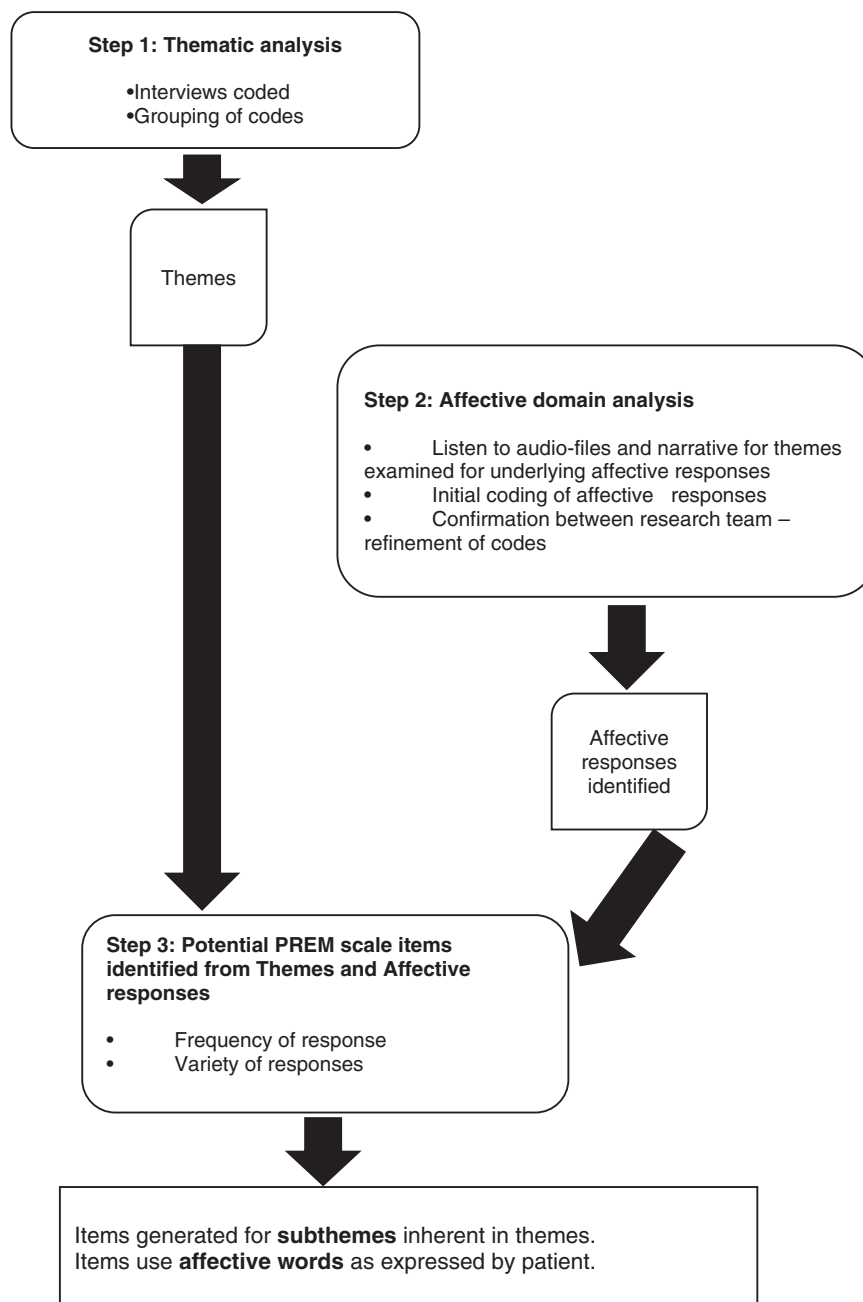 Step 1: Thematic analysis
•Interviews coded
•Grouping of codes
Themes
Step 2: Affective domain analysis
• Listen to audio-files and narrative for themes
examined for underlying affective responses
• Initial coding of affective responses
• Confirmation between research team –
refinement of codes
Affective
responses
identified
Step 3: Potential PREM scale items
identified from Themes and Affective
responses
• Frequency of response
• Variety of responses
Items generated for subthemes inherent in themes.
Items use affective words as expressed by patient.